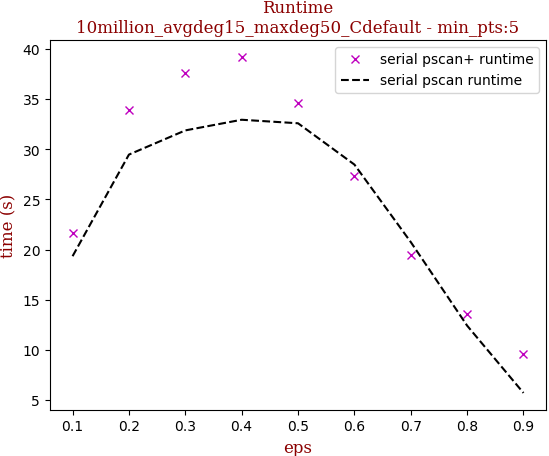 Runtime
10million_avgdeg15_maxdeg50_Cdefault - min_pts:5
serial pscan+ runtime
serial pscan runtime
time (s)
40
35
30
25
20
15
10
5
0.1 0.2 0.3 0.4 0.5 0.6 0.7 0.8 0.9
eps